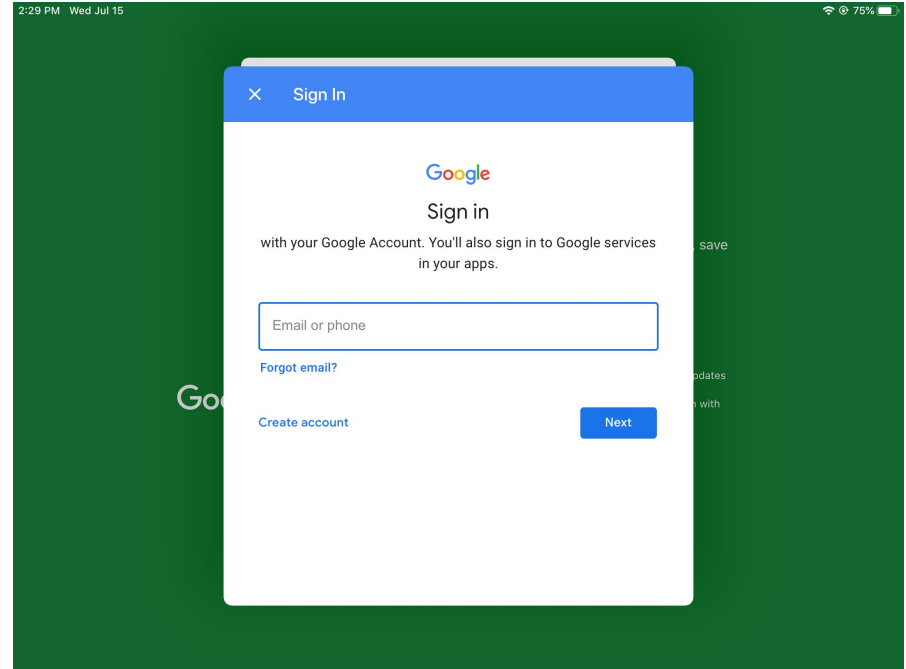 2:29 PM Wed Jul 15 75%
Sign In
Google
Sign in
with your Google Account. You'll also sign in to Google services
in your apps.
save
Email or phone
Forgot email?
Create account
Next
with